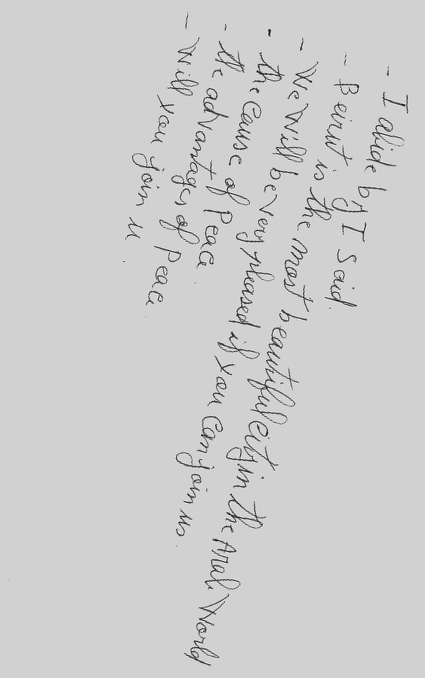 - I abide by I said.
- Beirut is the most beautiful city in the Arab World
- We will be very pleased if you can join us.
- the Cause of Peace
- the advantages of Peace
- Will you join u